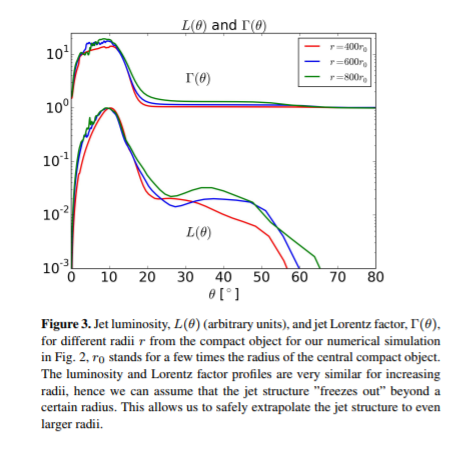 L(θ) and Γ(θ)
10¹
10⁰
10⁻¹
10⁻²
10⁻³
r=400r₀
r=600r₀
r=800r₀
Γ(θ)
L(θ)
0 10 20 30 40 50 60 70 80
θ [°]
Figure 3. Jet luminosity, L(θ) (arbitrary units), and jet Lorentz factor, Γ(θ),
for different radii r from the compact object for our numerical simulation
in Fig. 2, r₀ stands for a few times the radius of the central compact object.
The luminosity and Lorentz factor profiles are very similar for increasing
radii, hence we can assume that the jet structure ”freezes out” beyond a
certain radius. This allows us to safely extrapolate the jet structure to even
larger radii.